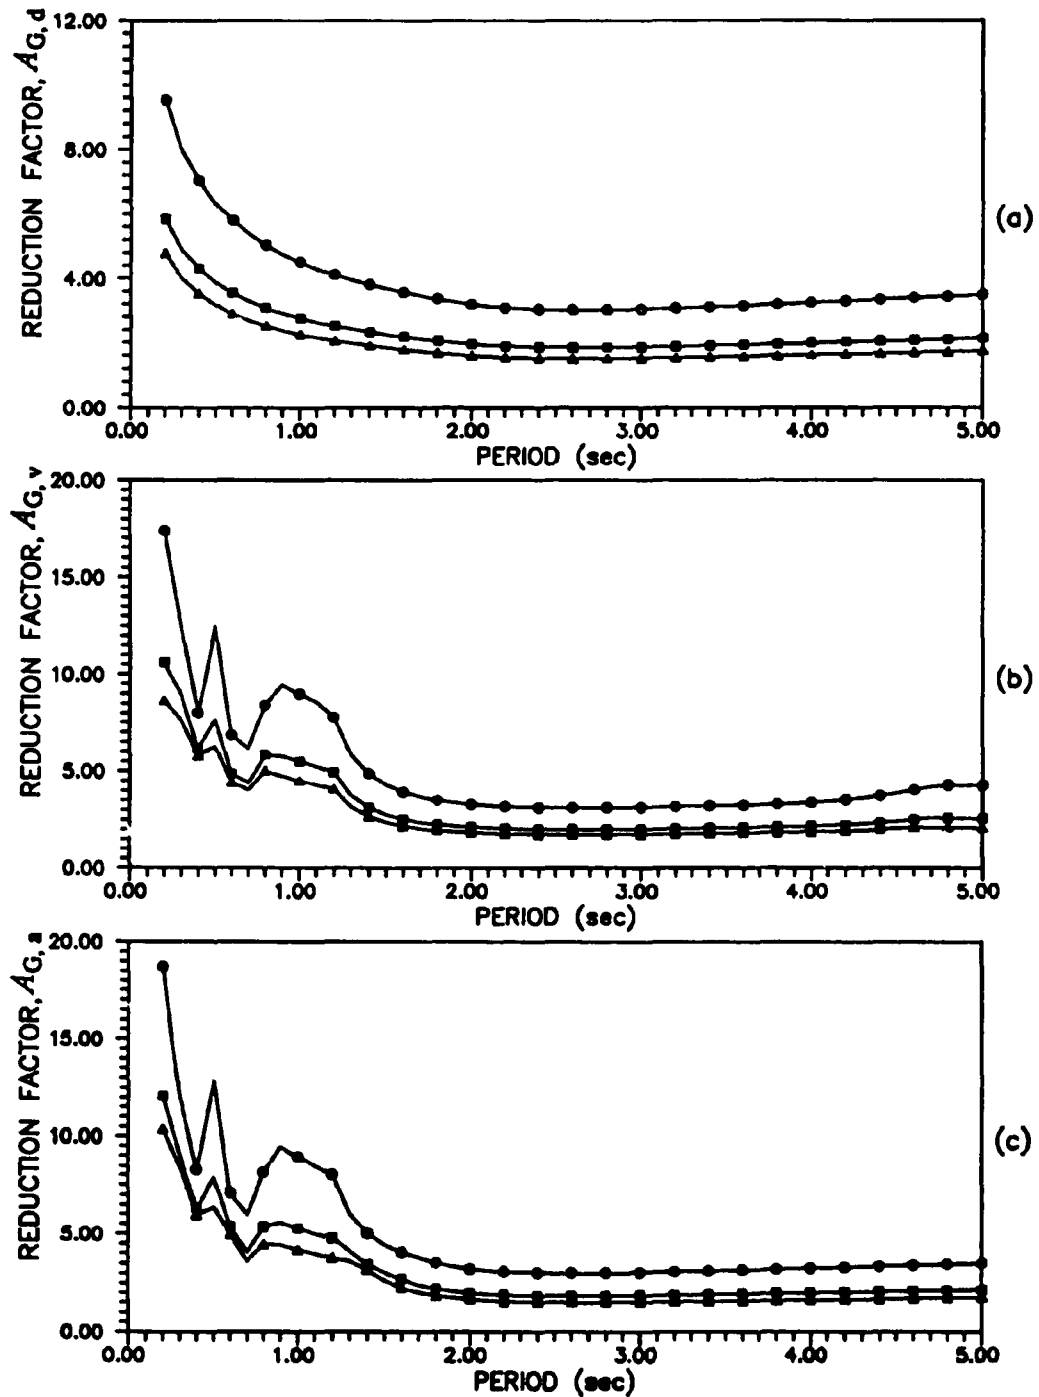 REDUCTION FACTOR, A_G,d
12.00
8.00
4.00
0.00
0.00 1.00 2.00 3.00 4.00 5.00
PERIOD (sec)
(a)
REDUCTION FACTOR, A_G,v
20.00
15.00
10.00
5.00
0.00
0.00 1.00 2.00 3.00 4.00 5.00
PERIOD (sec)
(b)
REDUCTION FACTOR, A_G,a
20.00
15.00
10.00
5.00
0.00
0.00 1.00 2.00 3.00 4.00 5.00
PERIOD (sec)
(c)